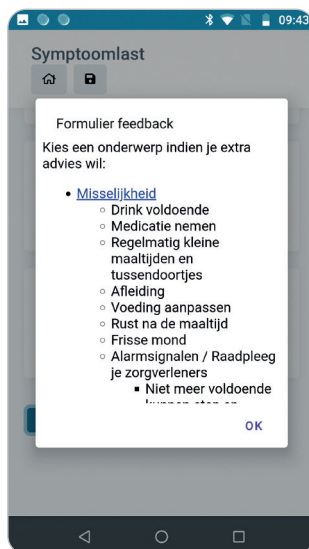 09:43
Symptoomlast
Formulier feedback
Kies een onderwerp indien je extra
advies wil:
Misselijkheid
Drink voldoende
Medicatie nemen
Regelmatig kleine
maaltijden en
tussendoortjes
Afleiding
Voeding aanpassen
Rust na de maaltijd
Frisse mond
Alarmsignalen / Raadpleeg
je zorgverleners
Niet meer voldoende
OK